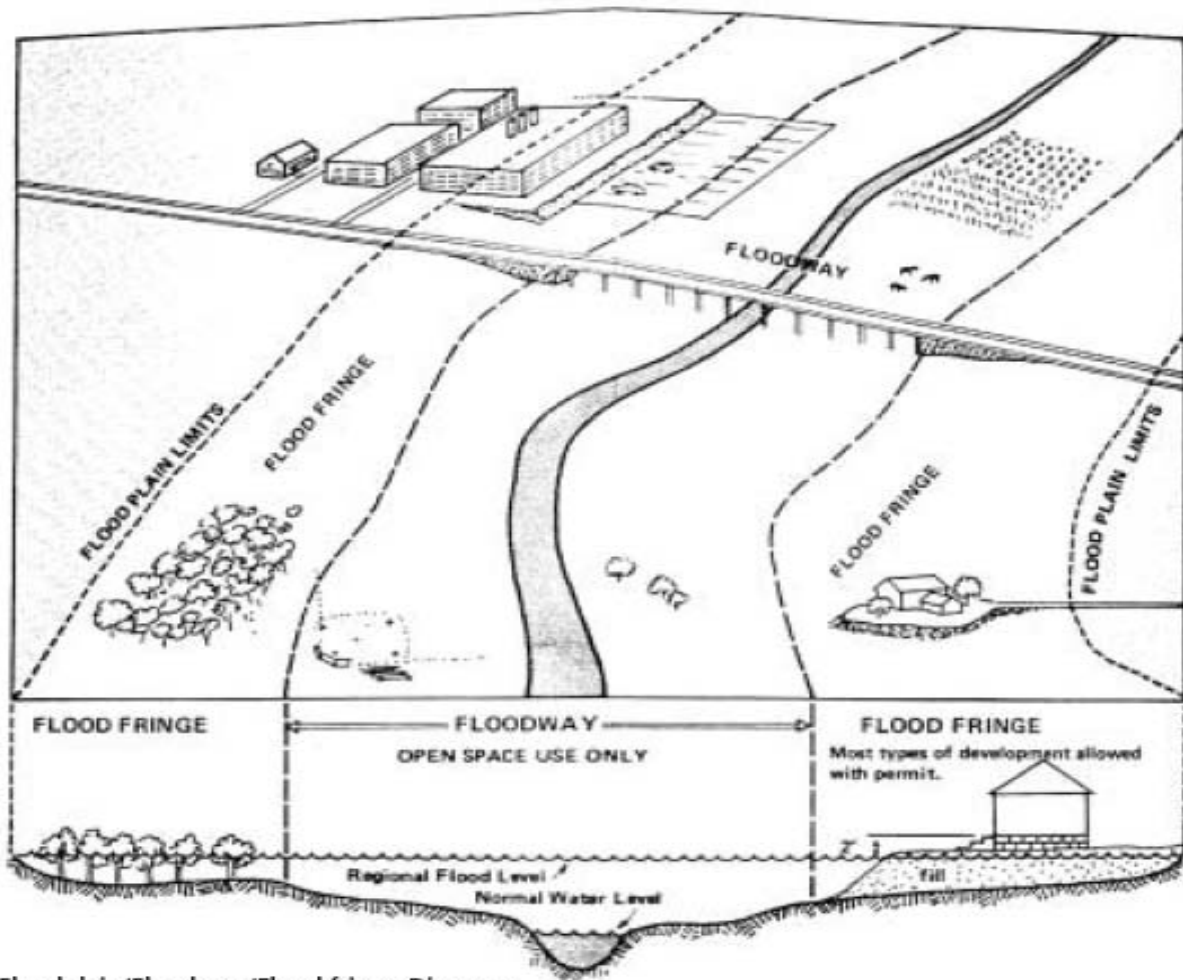 FLOODWAY
FLOOD PLAIN LIMITS
FLOOD FRINGE
FLOOD FRINGE
FLOOD PLAIN LIMITS
FLOOD FRINGE
FLOODWAY
FLOOD FRINGE
OPEN SPACE USE ONLY
Most types of development allowed
with permit.
Regional Flood Level
fill
Normal Water Level